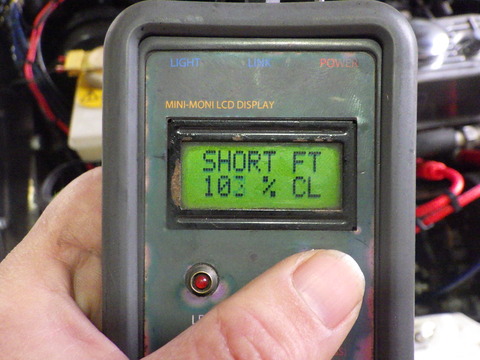 LIGHT LINK POWER
MINI-MONI LCD DISPLAY
SHORT FT
103 % CL